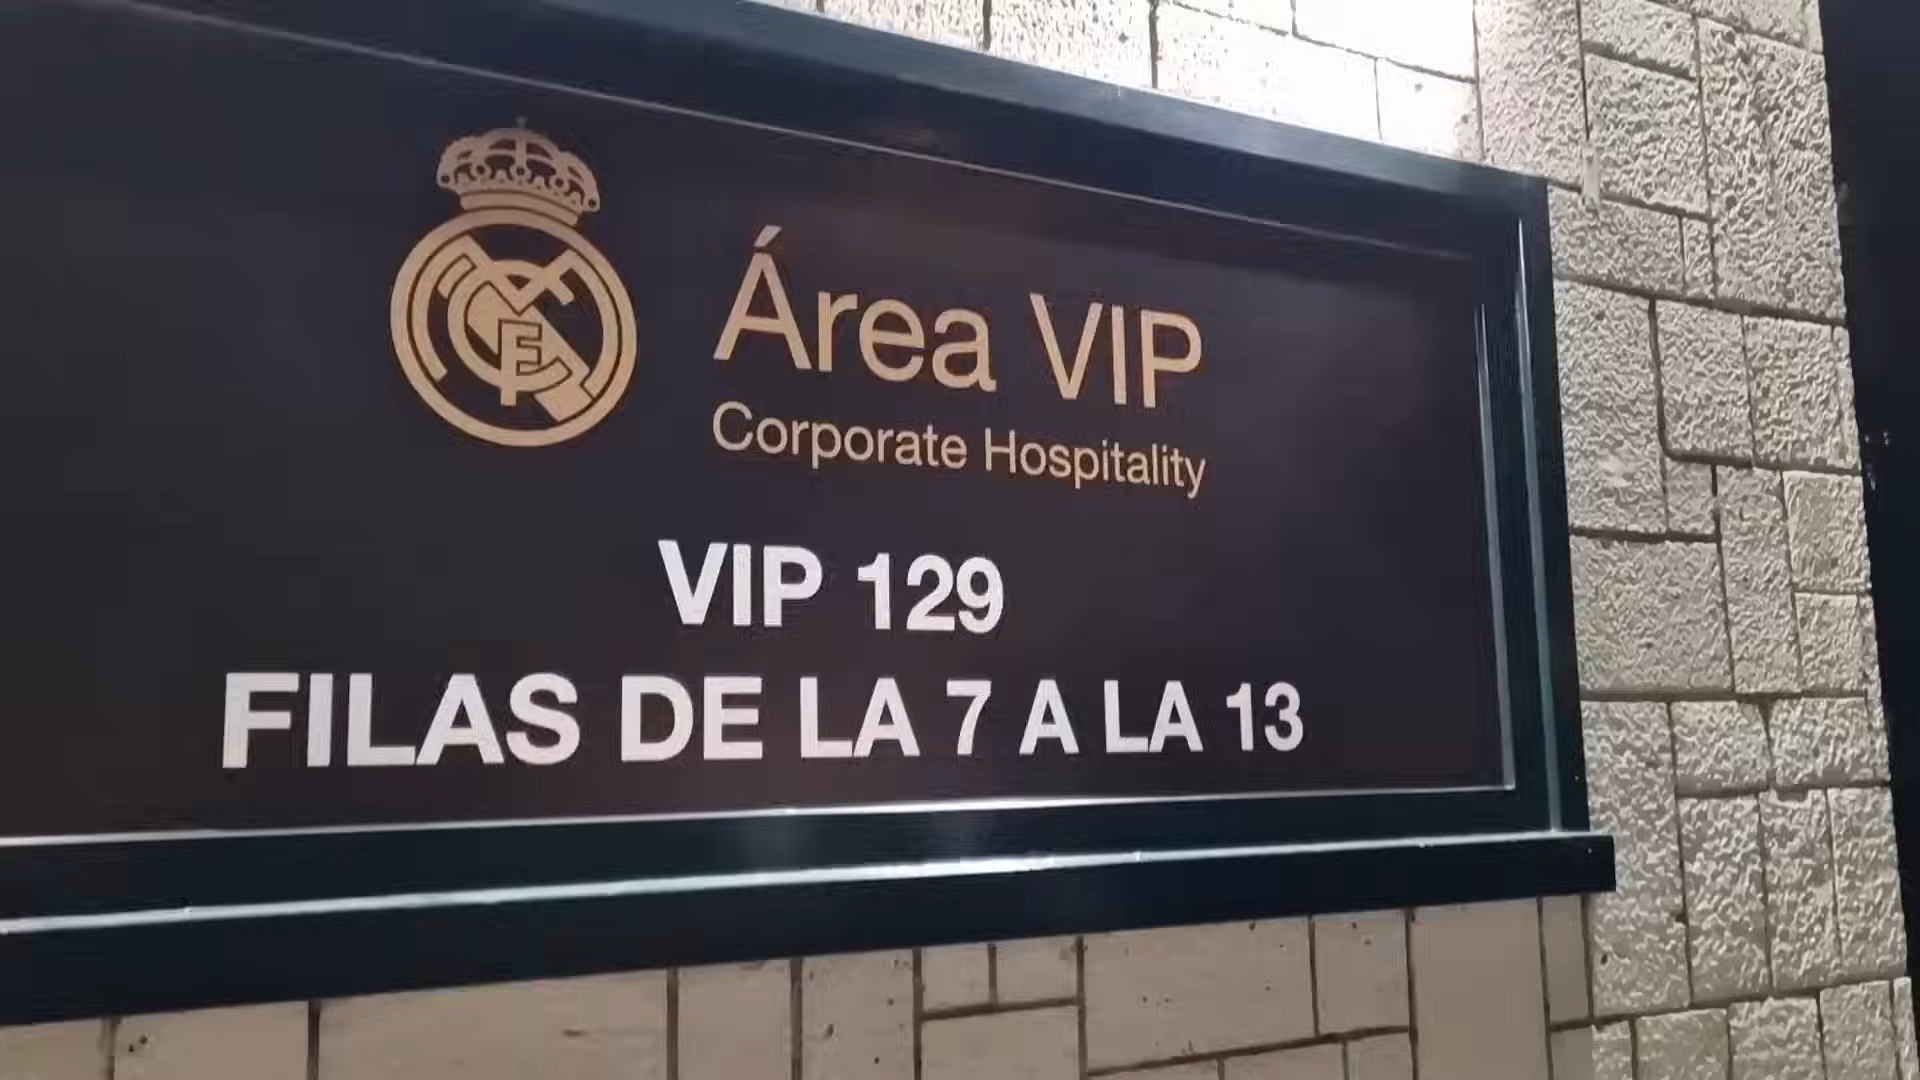 Área VIP
Corporate Hospitality
VIP 129
FILAS DE LA 7 A LA 13